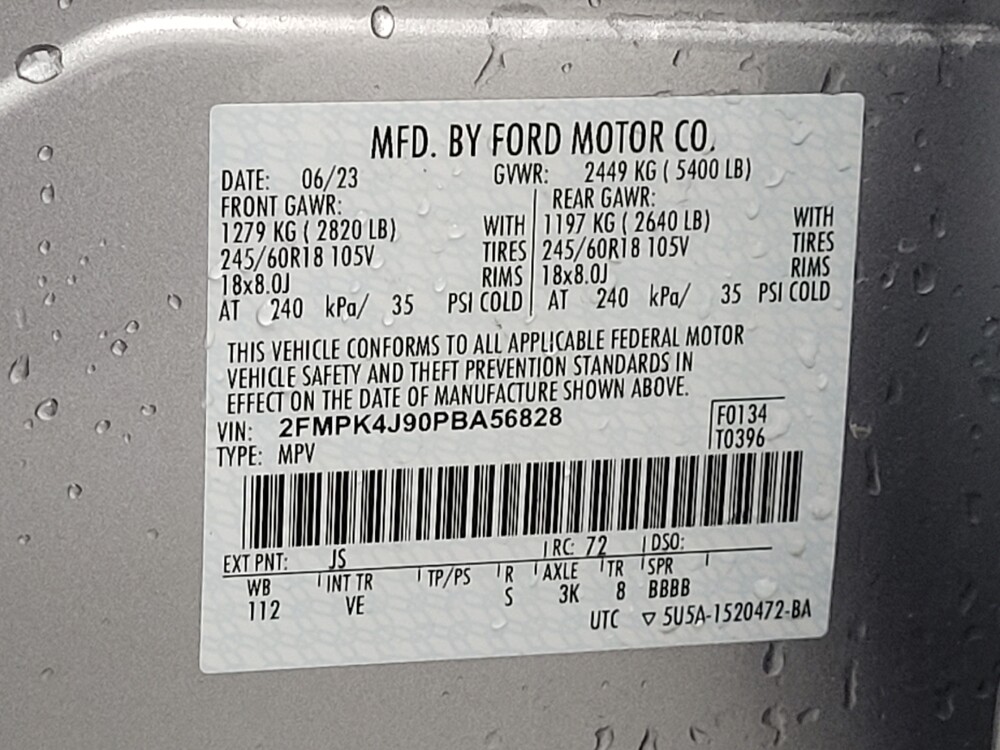 MFD. BY FORD MOTOR CO.
DATE: 06/23 GVWR: 2449 KG ( 5400 LB)
FRONT GAWR: REAR GAWR:
1279 KG ( 2820 LB) WITH 1197 KG ( 2640 LB) WITH
245/60R18 105V TIRES 245/60R18 105V TIRES
18x8.0J RIMS 18x8.0J RIMS
AT 240 kPa/ 35 PSI COLD AT 240 kPa/ 35 PSI COLD
THIS VEHICLE CONFORMS TO ALL APPLICABLE FEDERAL MOTOR
VEHICLE SAFETY AND THEFT PREVENTION STANDARDS IN
EFFECT ON THE DATE OF MANUFACTURE SHOWN ABOVE.
VIN: 2FMPK4J90PBA56828 F0134
TYPE: MPV T0396
EXT PNT: JS RC: 72 DSO:
WB INT TR TP/PS R AXLE TR SPR
112 VE S 3K 8 BBBB
UTC ▽ 5U5A-1520472-BA